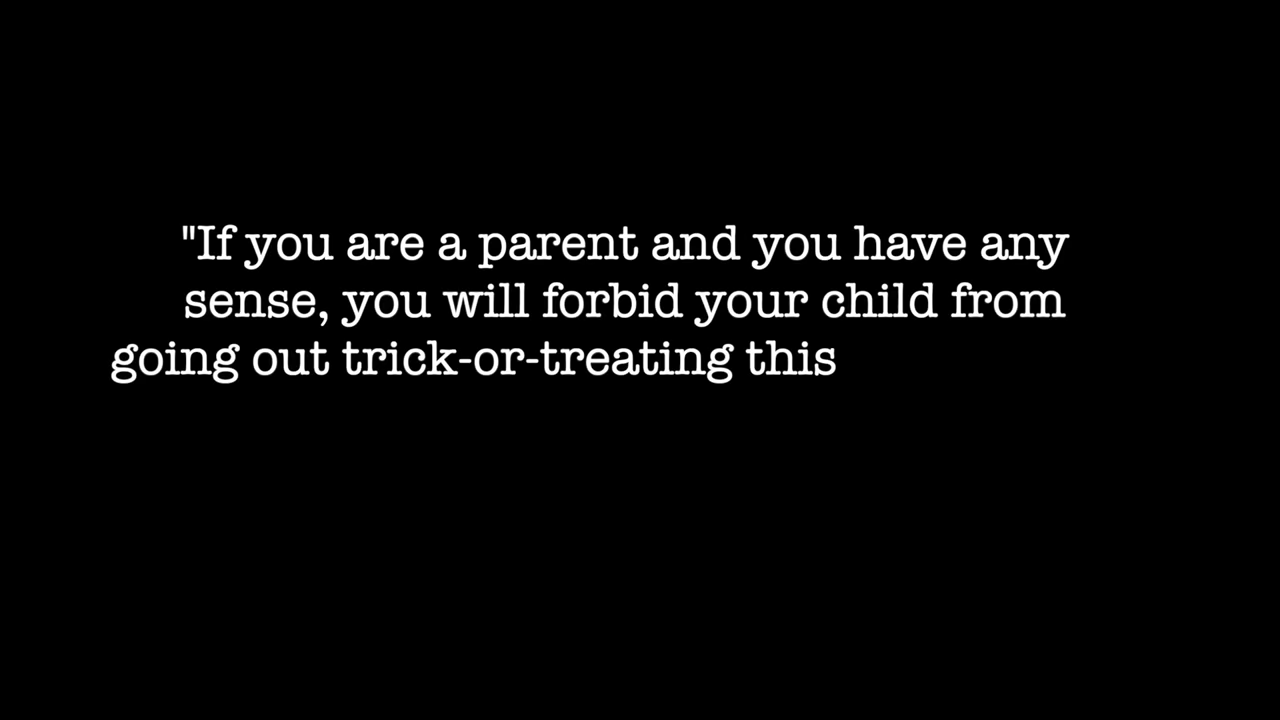 "If you are a parent and you have any
sense, you will forbid your child from
going out trick-or-treating this